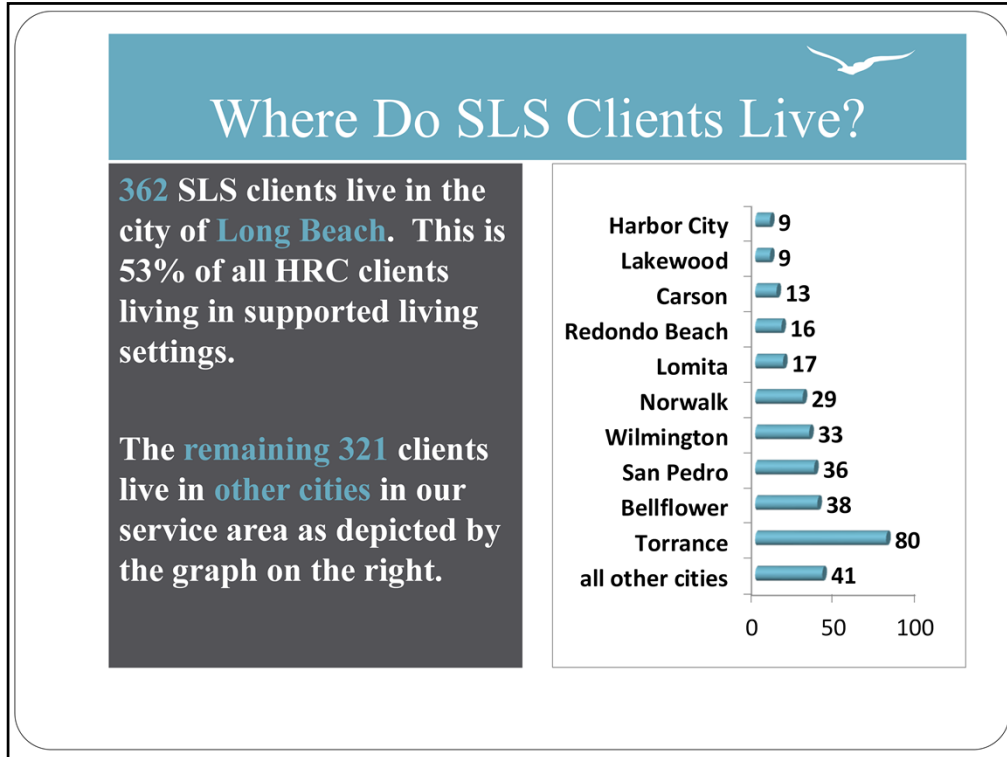 Where Do SLS Clients Live?
362 SLS clients live in the
city of Long Beach.  This is
53% of all HRC clients
living in supported living
settings.
The remaining 321 clients
live in other cities in our
service area as depicted by
the graph on the right.
Harbor City 9
Lakewood 9
Carson 13
Redondo Beach 16
Lomita 17
Norwalk 29
Wilmington 33
San Pedro 36
Bellflower 38
Torrance 80
all other cities 41
0 50 100